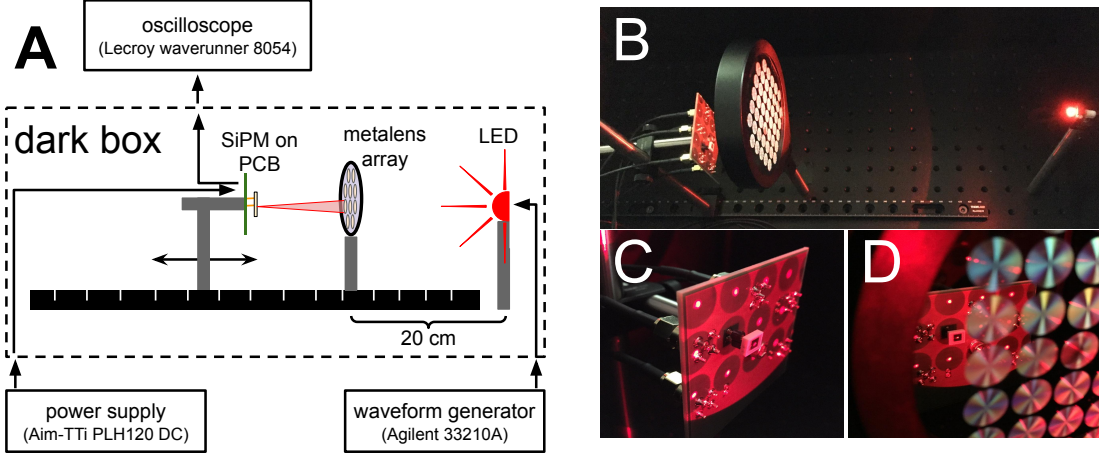 A
oscilloscope
(Lecroy waverunner 8054)
dark box
SiPM on
PCB
metalens
array
LED
20 cm
power supply
(Aim-TTi PLH120 DC)
waveform generator
(Agilent 33210A)
B
C
D